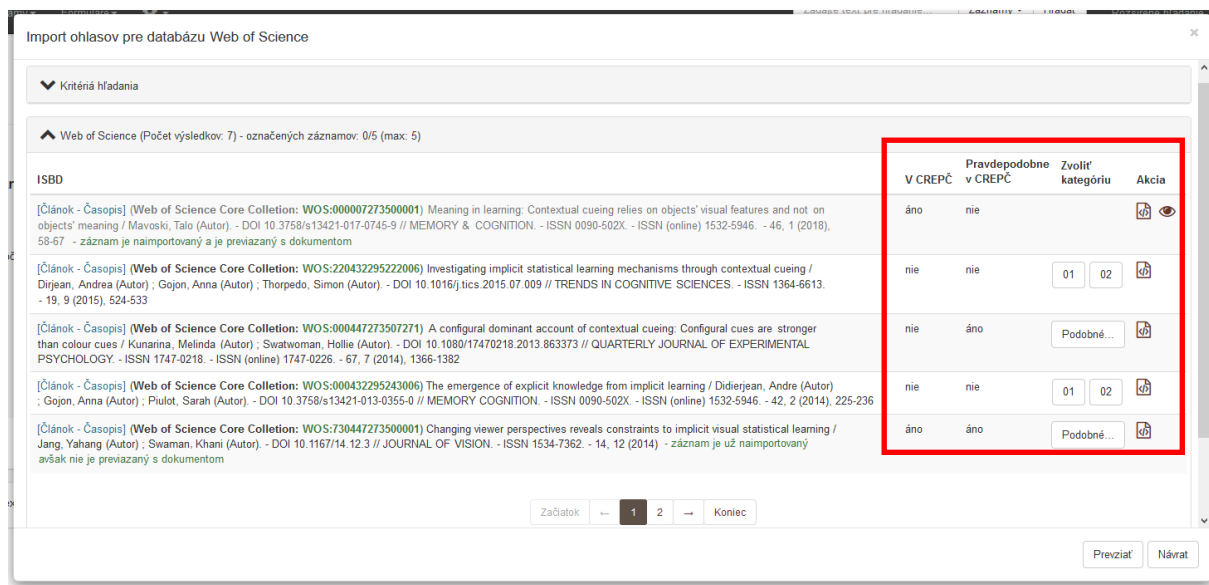 Formuláre
Zadajte text pre hľadanie...
Záznamy
Hľadať
Rozšírené hľadanie
Import ohlasov pre databázu Web of Science
×
Kritériá hľadania
Web of Science (Počet výsledkov: 7) - označených záznamov: 0/5 (max: 5)
ISBD
V CREPČ
Pravdepodobne
v CREPČ
Zvoliť
kategóriu
Akcia
[Článok - Časopis] (Web of Science Core Colletion: WOS:000007273500001) Meaning in learning: Contextual cueing relies on objects' visual features and not on
objects' meaning / Mavoski, Talo (Autor). - DOI 10.3758/s13421-017-0745-9 // MEMORY & COGNITION. - ISSN 0090-502X. - ISSN (online) 1532-5946. - 46, 1 (2018),
58-67 - záznam je naimportovaný a je previazaný s dokumentom
áno
nie
[Článok - Časopis] (Web of Science Core Colletion: WOS:220432295222006) Investigating implicit statistical learning mechanisms through contextual cueing /
Dirjean, Andrea (Autor) ; Gojon, Anna (Autor) ; Thorpedo, Simon (Autor). - DOI 10.1016/j.tics.2015.07.009 // TRENDS IN COGNITIVE SCIENCES. - ISSN 1364-6613.
- 19, 9 (2015), 524-533
nie
nie
01 02
[Článok - Časopis] (Web of Science Core Colletion: WOS:000447273507271) A configural dominant account of contextual cueing: Configural cues are stronger
than colour cues / Kunarina, Melinda (Autor) ; Swatwoman, Hollie (Autor). - DOI 10.1080/17470218.2013.863373 // QUARTERLY JOURNAL OF EXPERIMENTAL
PSYCHOLOGY. - ISSN 1747-0218. - ISSN (online) 1747-0226. - 67, 7 (2014), 1366-1382
nie
áno
Podobné...
[Článok - Časopis] (Web of Science Core Colletion: WOS:000432295243006) The emergence of explicit knowledge from implicit learning / Didierjean, Andre (Autor)
; Gojon, Anna (Autor) ; Piulot, Sarah (Autor). - DOI 10.3758/s13421-013-0355-0 // MEMORY COGNITION. - ISSN 0090-502X. - ISSN (online) 1532-5946. - 42, 2 (2014), 225-236
nie
nie
01 02
[Článok - Časopis] (Web of Science Core Colletion: WOS:730447273500001) Changing viewer perspectives reveals constraints to implicit visual statistical learning /
Jang, Yahang (Autor) ; Swaman, Khani (Autor). - DOI 10.1167/14.12.3 // JOURNAL OF VISION. - ISSN 1534-7362. - 14, 12 (2014) - záznam je už naimportovaný
avšak nie je previazaný s dokumentom
áno
áno
Podobné...
Začiatok ← 1 2 → Koniec
Prevziať Návrat